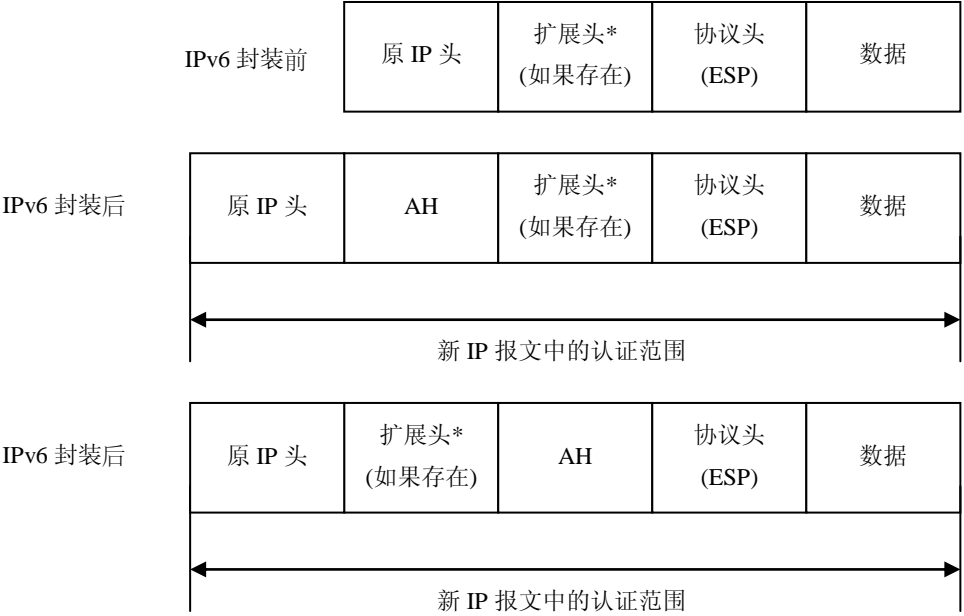 IPv6 封装前
原 IP 头
扩展头*
(如果存在)
协议头
(ESP)
数据
IPv6 封装后
原 IP 头
AH
扩展头*
(如果存在)
协议头
(ESP)
数据
新 IP 报文中的认证范围
IPv6 封装后
原 IP 头
扩展头*
(如果存在)
AH
协议头
(ESP)
数据
新 IP 报文中的认证范围